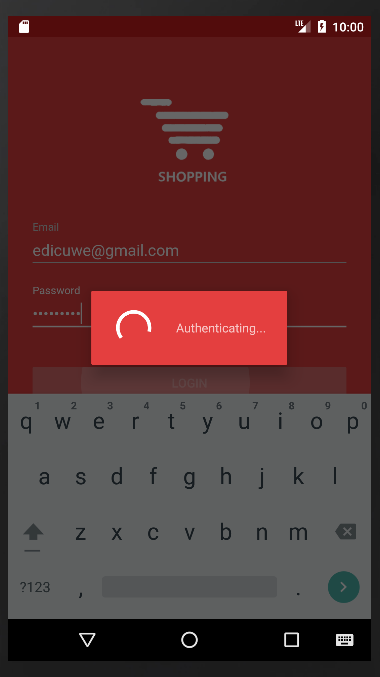 LTE 10:00
SHOPPING
Email
edicuwe@gmail.com
Password
•••••••••
Authenticating...
LOGIN
1 2 3 4 5 6 7 8 9 0
q w e r t y u i o p
a s d f g h j k l
z x c v b n m
?123 , .